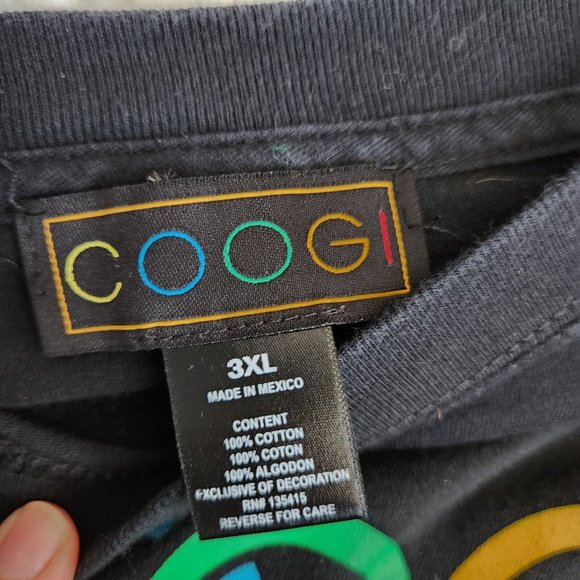 COOGI
3XL
MADE IN MEXICO
CONTENT
100% COTTON
100% COTON
100% ALGODON
EXCLUSIVE OF DECORATION
RN# 135415
REVERSE FOR CARE